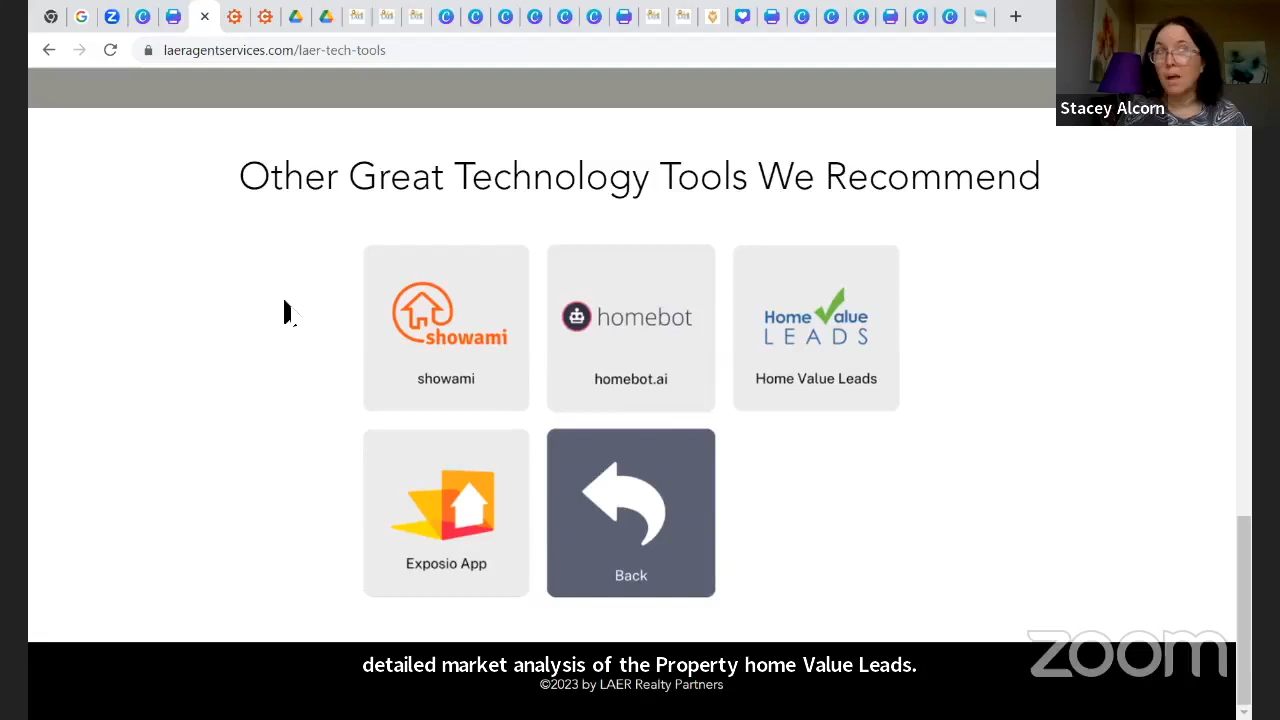 laeragentservices.com/laer-tech-tools
Stacey Alcorn
Other Great Technology Tools We Recommend
showami
homebot
Home Value
LEADS
showami
homebot.ai
Home Value Leads
Exposio App
Back
detailed market analysis of the Property home Value Leads.
©2023 by LAER Realty Partners
zoom